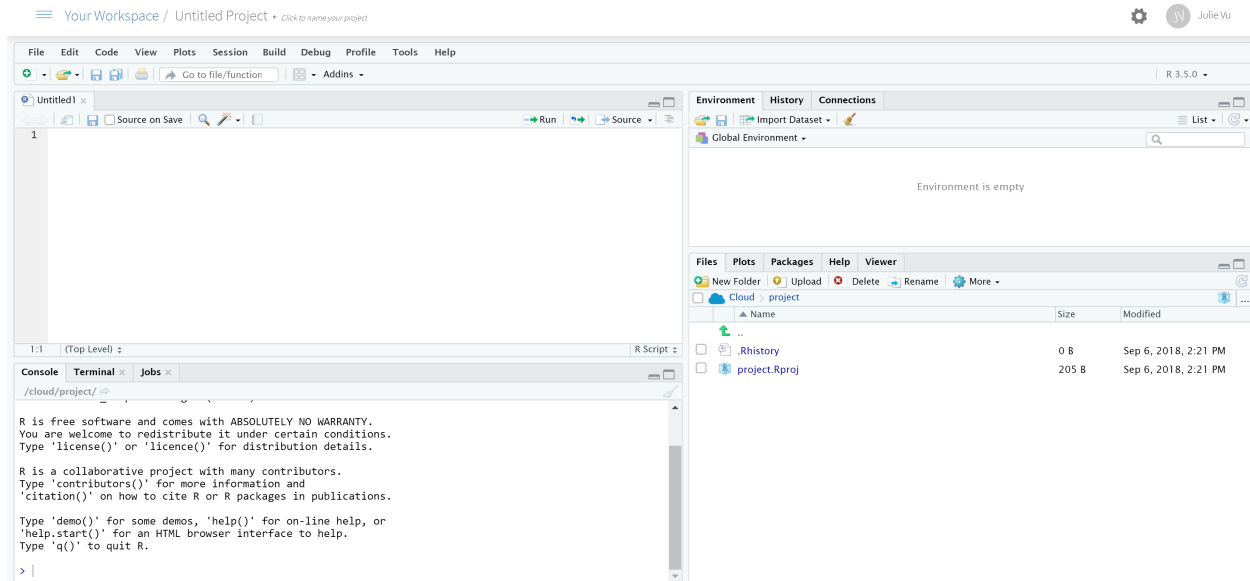 Your Workspace / Untitled Project ← Click to name your project
JV Julie Vu
File Edit Code View Plots Session Build Debug Profile Tools Help
Go to file/function Addins R 3.5.0
Untitled1 ×
Source on Save Run Source
1
1:1 (Top Level) R Script
Console Terminal × Jobs ×
/cloud/project/
R is free software and comes with ABSOLUTELY NO WARRANTY.
You are welcome to redistribute it under certain conditions.
Type 'license()' or 'licence()' for distribution details.
R is a collaborative project with many contributors.
Type 'contributors()' for more information and
'citation()' on how to cite R or R packages in publications.
Type 'demo()' for some demos, 'help()' for on-line help, or
'help.start()' for an HTML browser interface to help.
Type 'q()' to quit R.
>
Environment History Connections
Import Dataset List
Global Environment
Environment is empty
Files Plots Packages Help Viewer
New Folder Upload Delete Rename More
Cloud > project ...
Name Size Modified
..
.Rhistory 0 B Sep 6, 2018, 2:21 PM
project.Rproj 205 B Sep 6, 2018, 2:21 PM